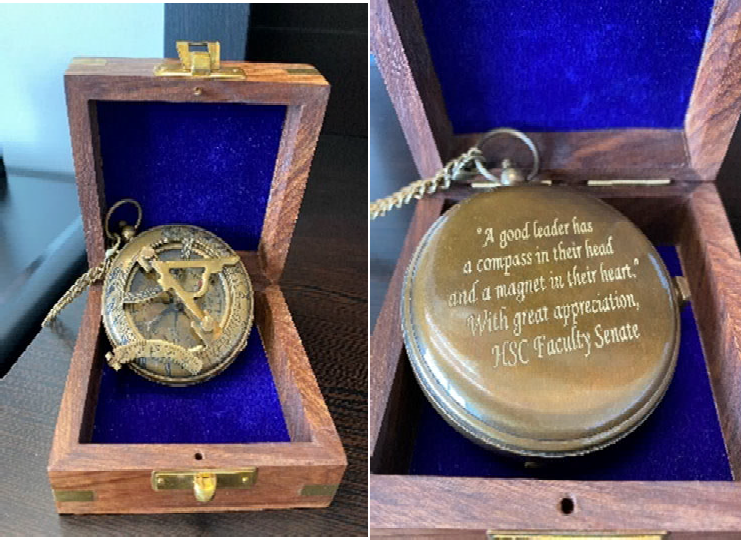 "A good leader has
a compass in their head
and a magnet in their heart."
With great appreciation,
HSC Faculty Senate